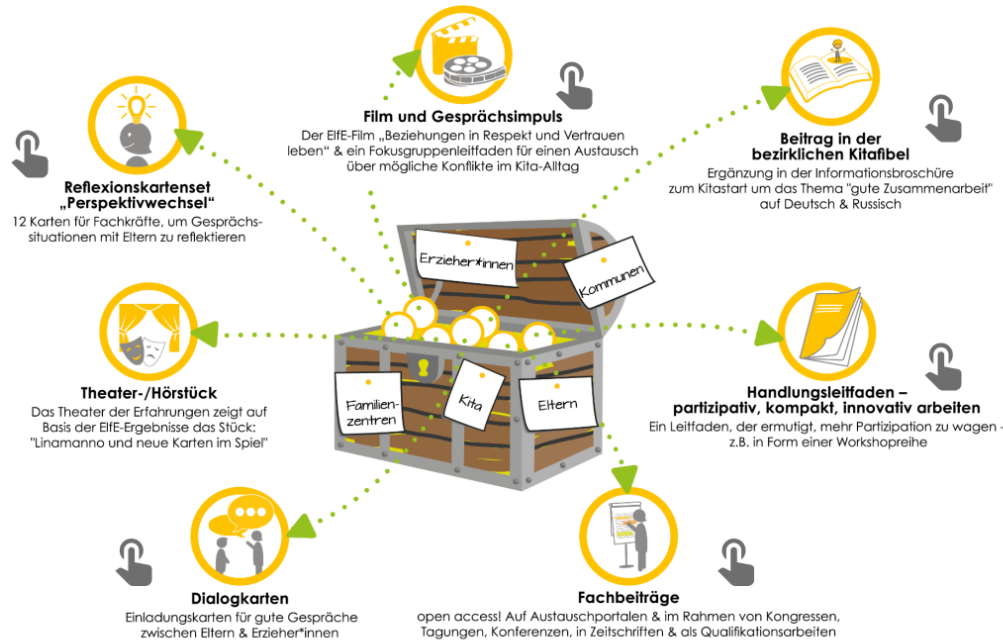 Film und Gesprächsimpuls
Der ElfE-Film „Beziehungen in Respekt und Vertrauen
leben“ & ein Fokusgruppenleitfaden für einen Austausch
über mögliche Konflikte im Kita-Alltag
Beitrag in der
bezirklichen Kitafibel
Ergänzung in der Informationsbroschüre
zum Kitastart um das Thema "gute Zusammenarbeit"
auf Deutsch & Russisch
Reflexionskartenset
„Perspektivwechsel“
12 Karten für Fachkräfte, um Gesprächs-
situationen mit Eltern zu reflektieren
Erzieher*innen
Kommunen
Theater-/Hörstück
Das Theater der Erfahrungen zeigt auf
Basis der ElfE-Ergebnisse das Stück:
"Linamanno und neue Karten im Spiel"
Familien-
zentren
Kita
Eltern
Handlungsleitfaden –
partizipativ, kompakt, innovativ arbeiten
Ein Leitfaden, der ermutigt, mehr Partizipation zu wagen -
z.B. in Form einer Workshopreihe
Dialogkarten
Einladungskarten für gute Gespräche
zwischen Eltern & Erzieher*innen
Fachbeiträge
open access! Auf Austauschportalen & im Rahmen von Kongressen,
Tagungen, Konferenzen, in Zeitschriften & als Qualifikationsarbeiten